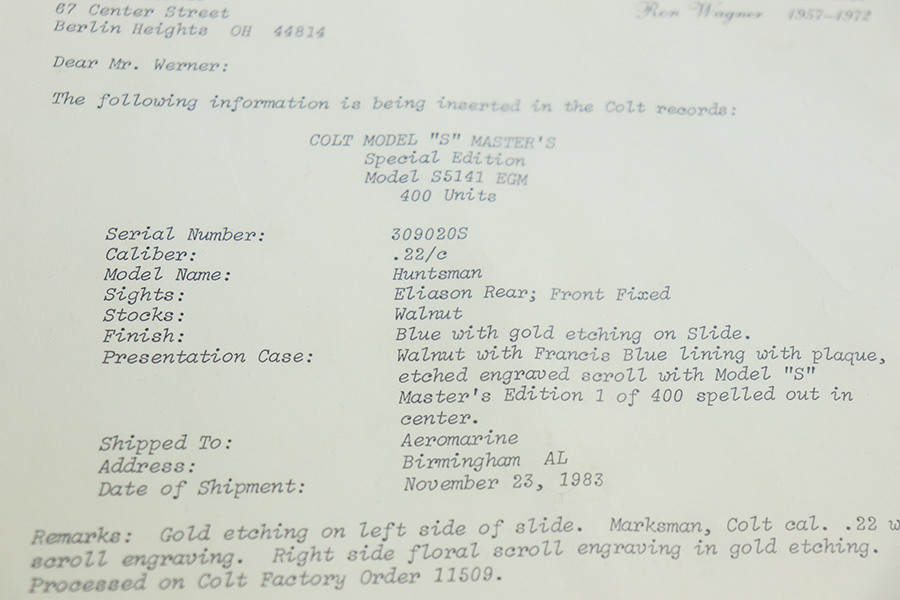 67 Center Street
Ron Wagner 1957-1972
Berlin Heights OH 44814
Dear Mr. Werner:
The following information is being inserted in the Colt records:
COLT MODEL "S" MASTER'S
Special Edition
Model S5141 EGM
400 Units
Serial Number: 309020S
Caliber: .22/c
Model Name: Huntsman
Sights: Eliason Rear; Front Fixed
Stocks: Walnut
Finish: Blue with gold etching on Slide.
Presentation Case: Walnut with Francis Blue lining with plaque,
etched engraved scroll with Model "S"
Master's Edition 1 of 400 spelled out in
center.
Shipped To: Aeromarine
Address: Birmingham AL
Date of Shipment: November 23, 1983
Remarks: Gold etching on left side of slide. Marksman, Colt cal. .22
scroll engraving. Right side floral scroll engraving in gold etching.
Processed on Colt Factory Order 11509.